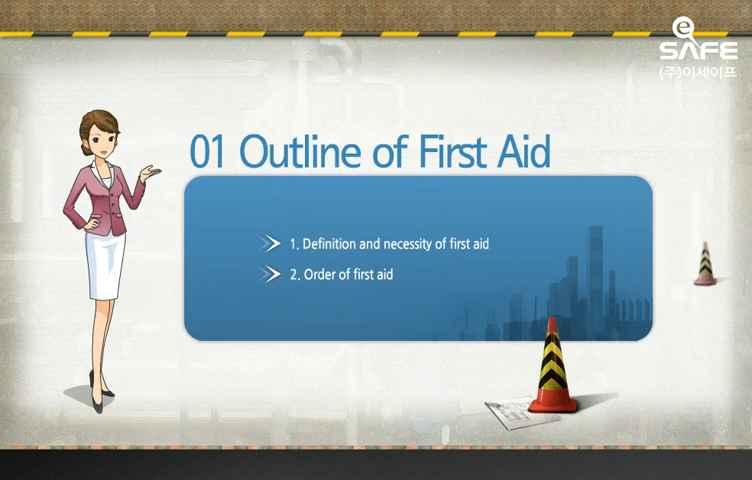 e
SAFE
(주)이세이프
01 Outline of First Aid
1. Definition and necessity of first aid
2. Order of first aid